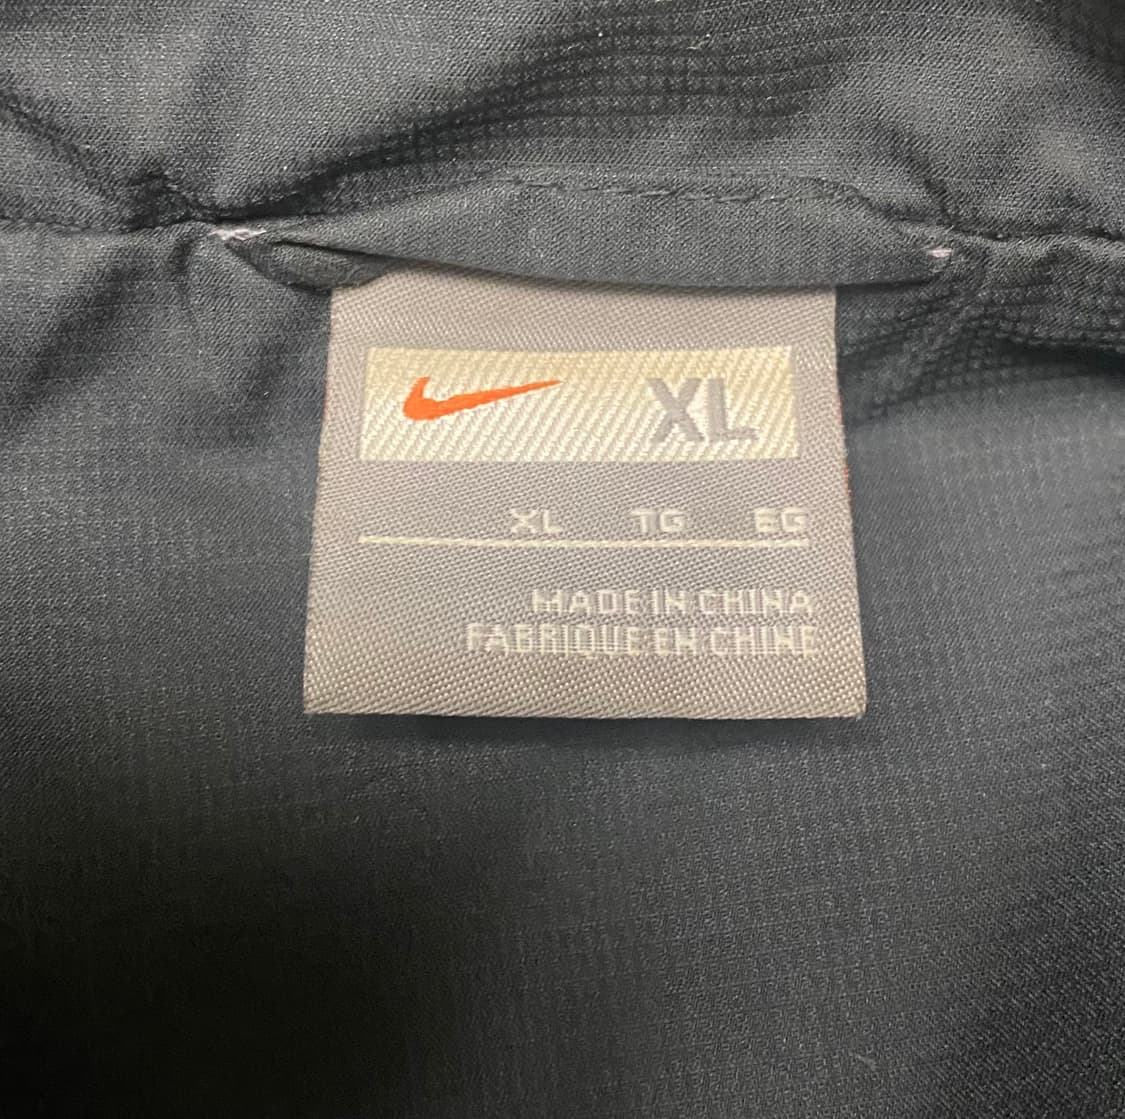 XL
XL TG EG
MADE IN CHINA
FABRIQUE EN CHINE